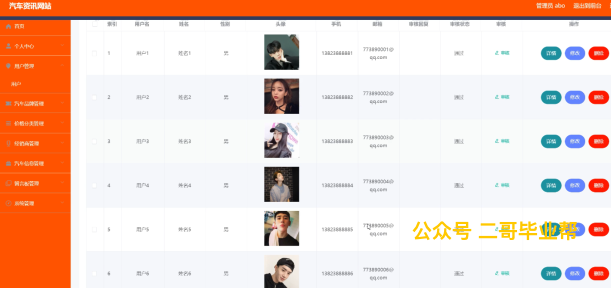 汽车资讯网站
管理员 abo 退出到前台
首页
个人中心
用户管理
用户
汽车品牌管理
价格分类管理
经销商管理
汽车信息管理
留言板管理
系统管理
索引 用户名 姓名 性别 头像 手机 邮箱 审核回复 审核状态 审核 操作
1 用户1 姓名1 男 13823888881 773890001@qq.com 通过 审核 详情 修改 删除
2 用户2 姓名2 男 13823888882 773890002@qq.com 通过 审核 详情 修改 删除
3 用户3 姓名3 男 13823888883 773890003@qq.com 通过 审核 详情 修改 删除
4 用户4 姓名4 男 13823888884 773890004@qq.com 通过 审核 详情 修改 删除
5 用户5 姓名5 男 13823888885 773890005@qq.com 通过 审核 详情 修改 删除
公众号 二哥毕业帮
6 用户6 姓名6 男 13823888886 773890006@qq.com 通过 审核 详情 修改 删除